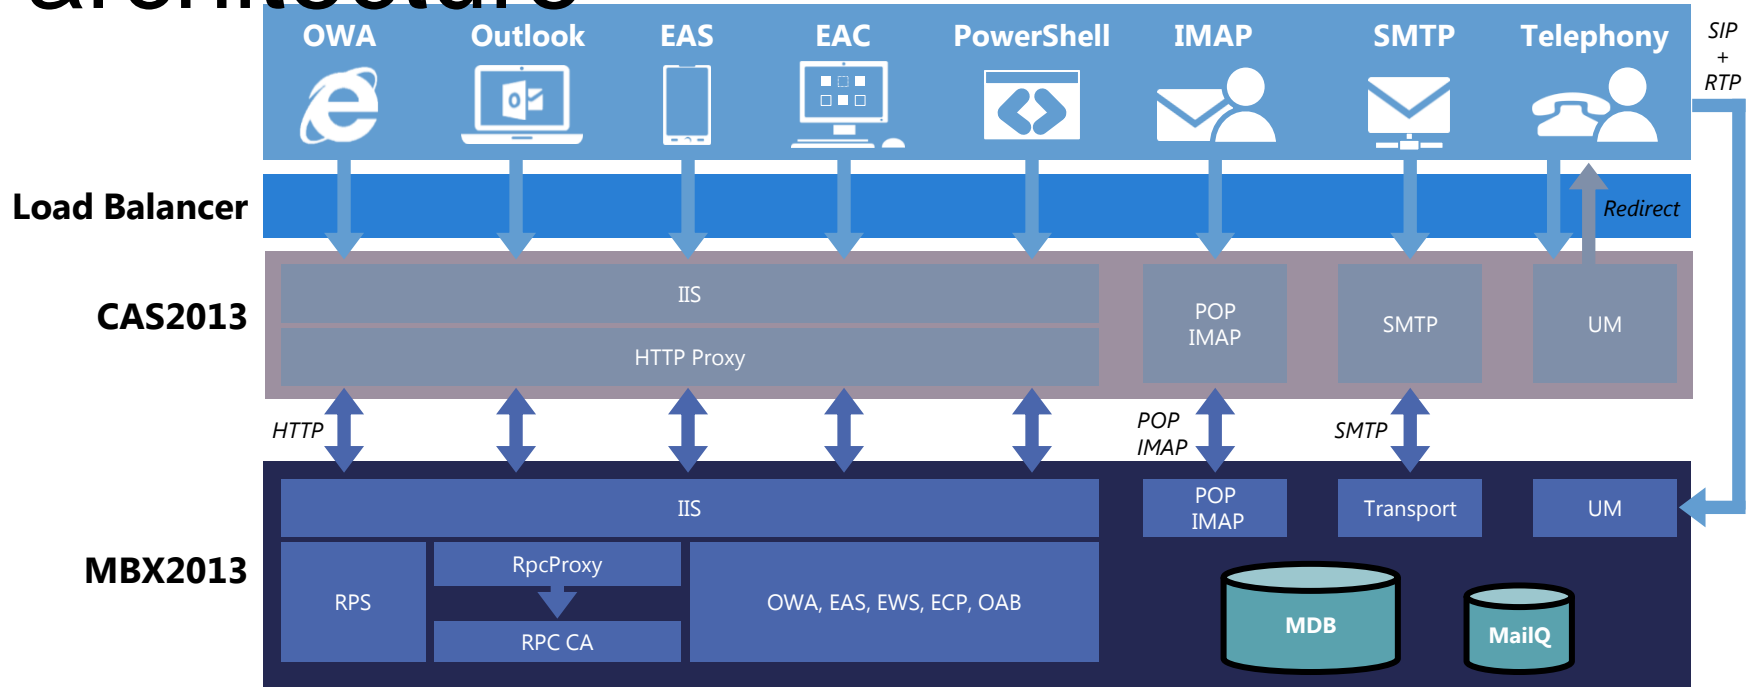 architecture
OWA
Outlook
EAS
EAC
PowerShell
IMAP
SMTP
Telephony
SIP
+
RTP
Load Balancer
Redirect
CAS2013
IIS
HTTP Proxy
POP
IMAP
SMTP
UM
HTTP
POP
IMAP
SMTP
MBX2013
IIS
POP
IMAP
Transport
UM
RPS
RpcProxy
RPC CA
OWA, EAS, EWS, ECP, OAB
MDB
MailQ